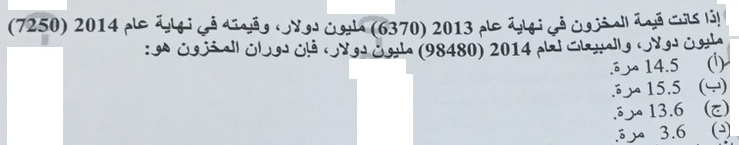 إذا كانت قيمة المخزون في نهاية عام 2013 (6370) مليون دولار، وقيمته في نهاية عام 2014 (7250)
مليون دولار، والمبيعات لعام 2014 (98480) مليون دولار، فإن دوران المخزون هو:
(أ) 14.5 مرة.
(ب) 15.5 مرة.
(ج) 13.6 مرة.
(د) 3.6 مرة.